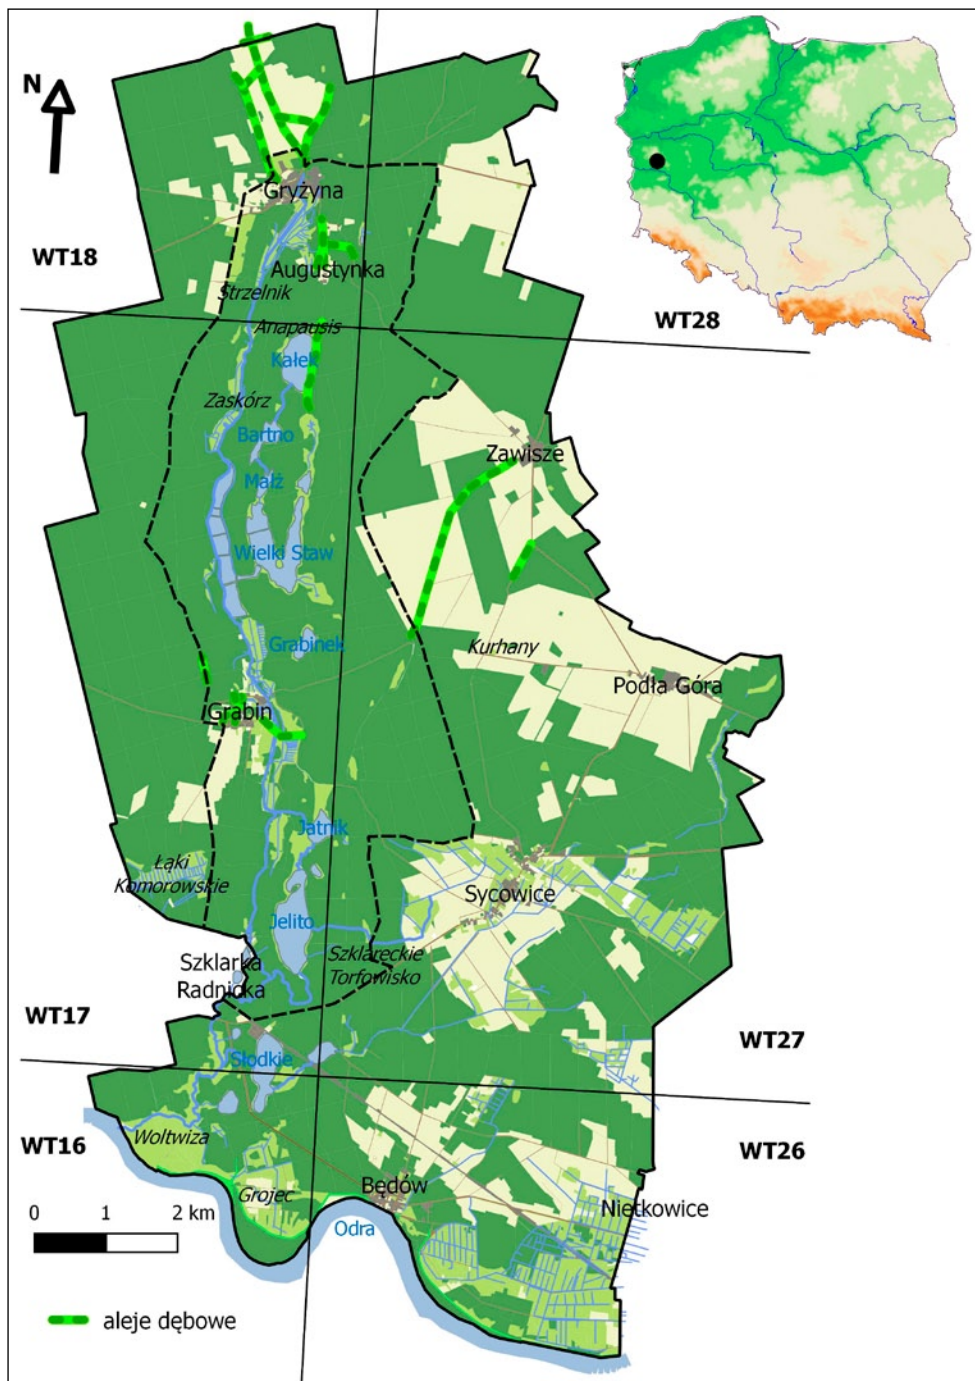 N
Gryżyna
WT18
Augustynka
Strzelnik
Anapausis
WT28
Kałek
Zaskórz
Bartno
Zawisze
Małż
Wielki Staw
Grabinek
Kurhany
Podła Góra
Grabin
Jatnik
Łąki
Komorowskie
Sycowice
Jelito
Szklarka
Radnicka
Szklareckie
Torfowisko
WT17
WT27
Słodkie
WT16
Woltwiza
WT26
Grojec
Będów
Nietkowice
Odra
0 1 2 km
aleje dębowe